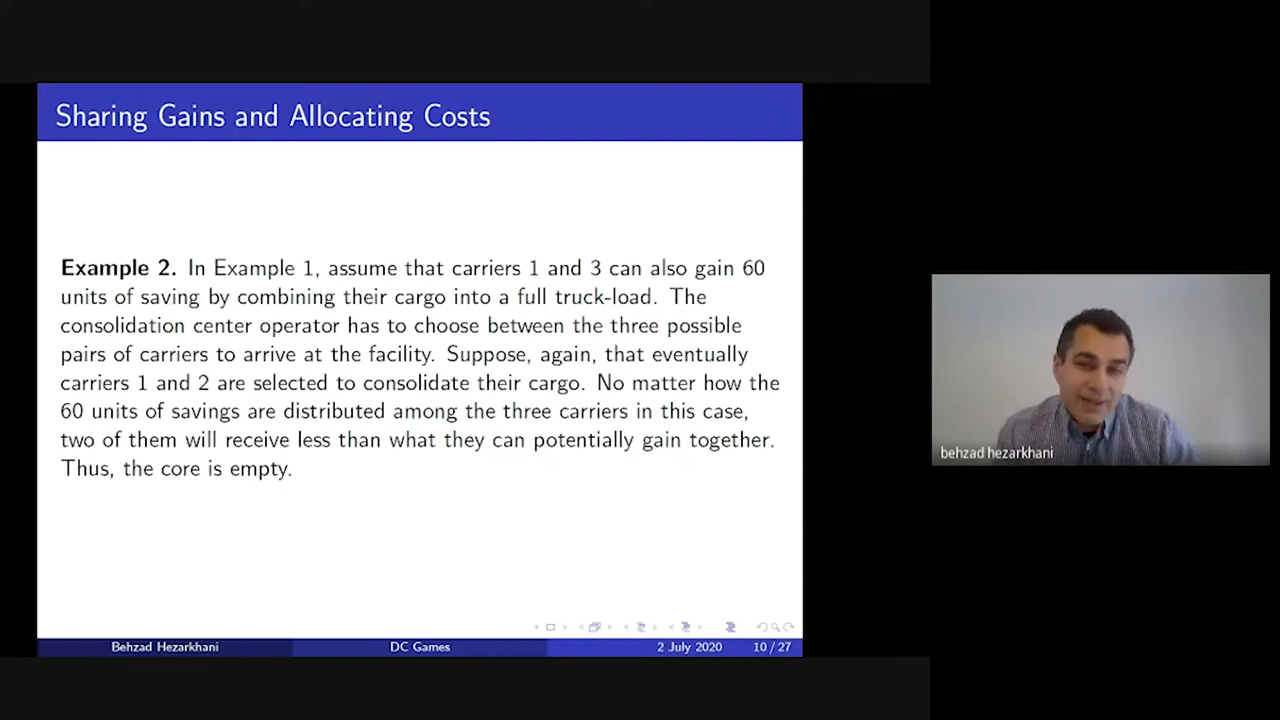 Sharing Gains and Allocating Costs
Example 2. In Example 1, assume that carriers 1 and 3 can also gain 60
units of saving by combining their cargo into a full truck-load. The
consolidation center operator has to choose between the three possible
pairs of carriers to arrive at the facility. Suppose, again, that eventually
carriers 1 and 2 are selected to consolidate their cargo. No matter how the
60 units of savings are distributed among the three carriers in this case,
two of them will receive less than what they can potentially gain together.
Thus, the core is empty.
behzad hezarkhani
Behzad Hezarkhani DC Games 2 July 2020 10 / 27